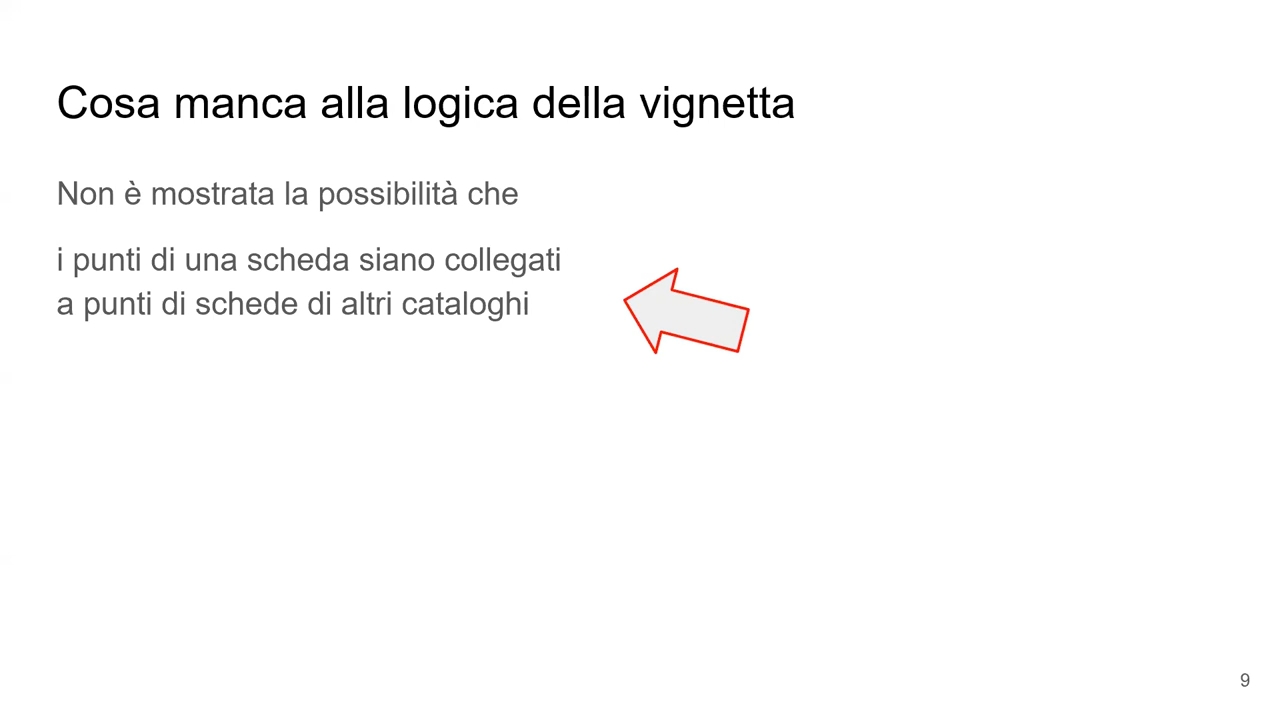 Cosa manca alla logica della vignetta
Non è mostrata la possibilità che
i punti di una scheda siano collegati
a punti di schede di altri cataloghi
9